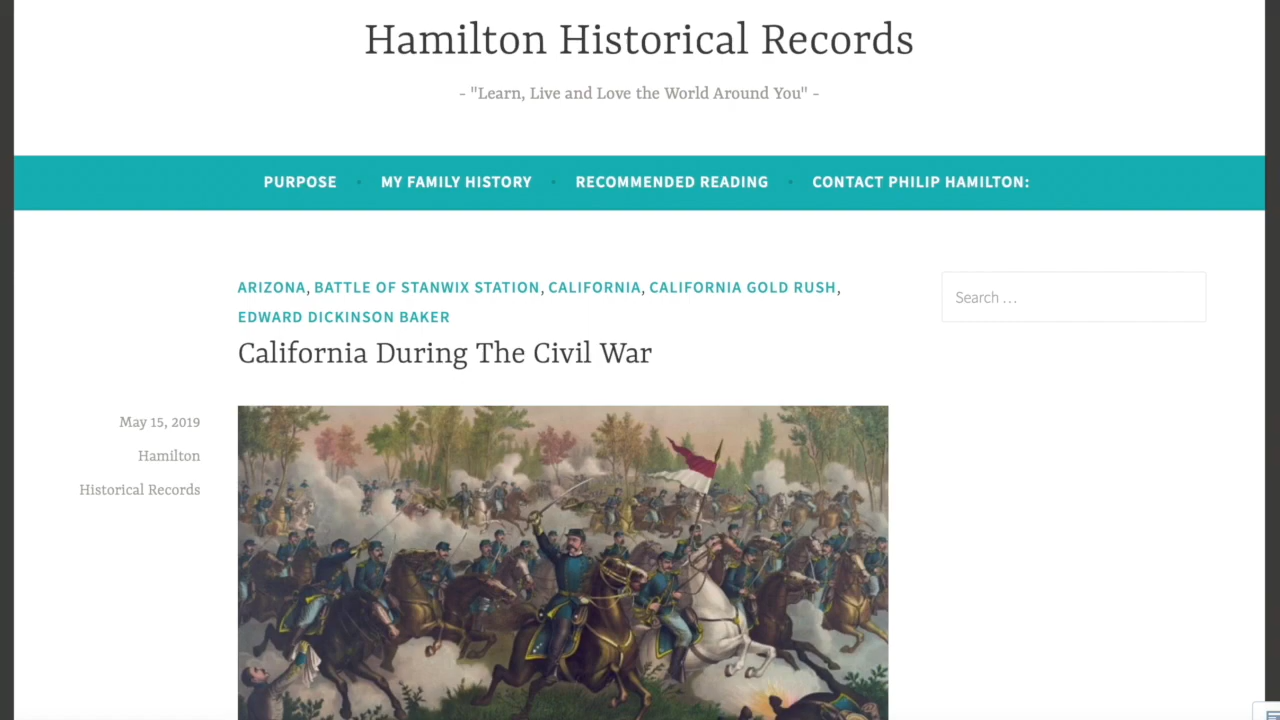 Hamilton Historical Records
- "Learn, Live and Love the World Around You" -
PURPOSE
MY FAMILY HISTORY
RECOMMENDED READING
CONTACT PHILIP HAMILTON:
ARIZONA, BATTLE OF STANWIX STATION, CALIFORNIA, CALIFORNIA GOLD RUSH,
EDWARD DICKINSON BAKER
Search ...
California During The Civil War
May 15, 2019
Hamilton
Historical Records